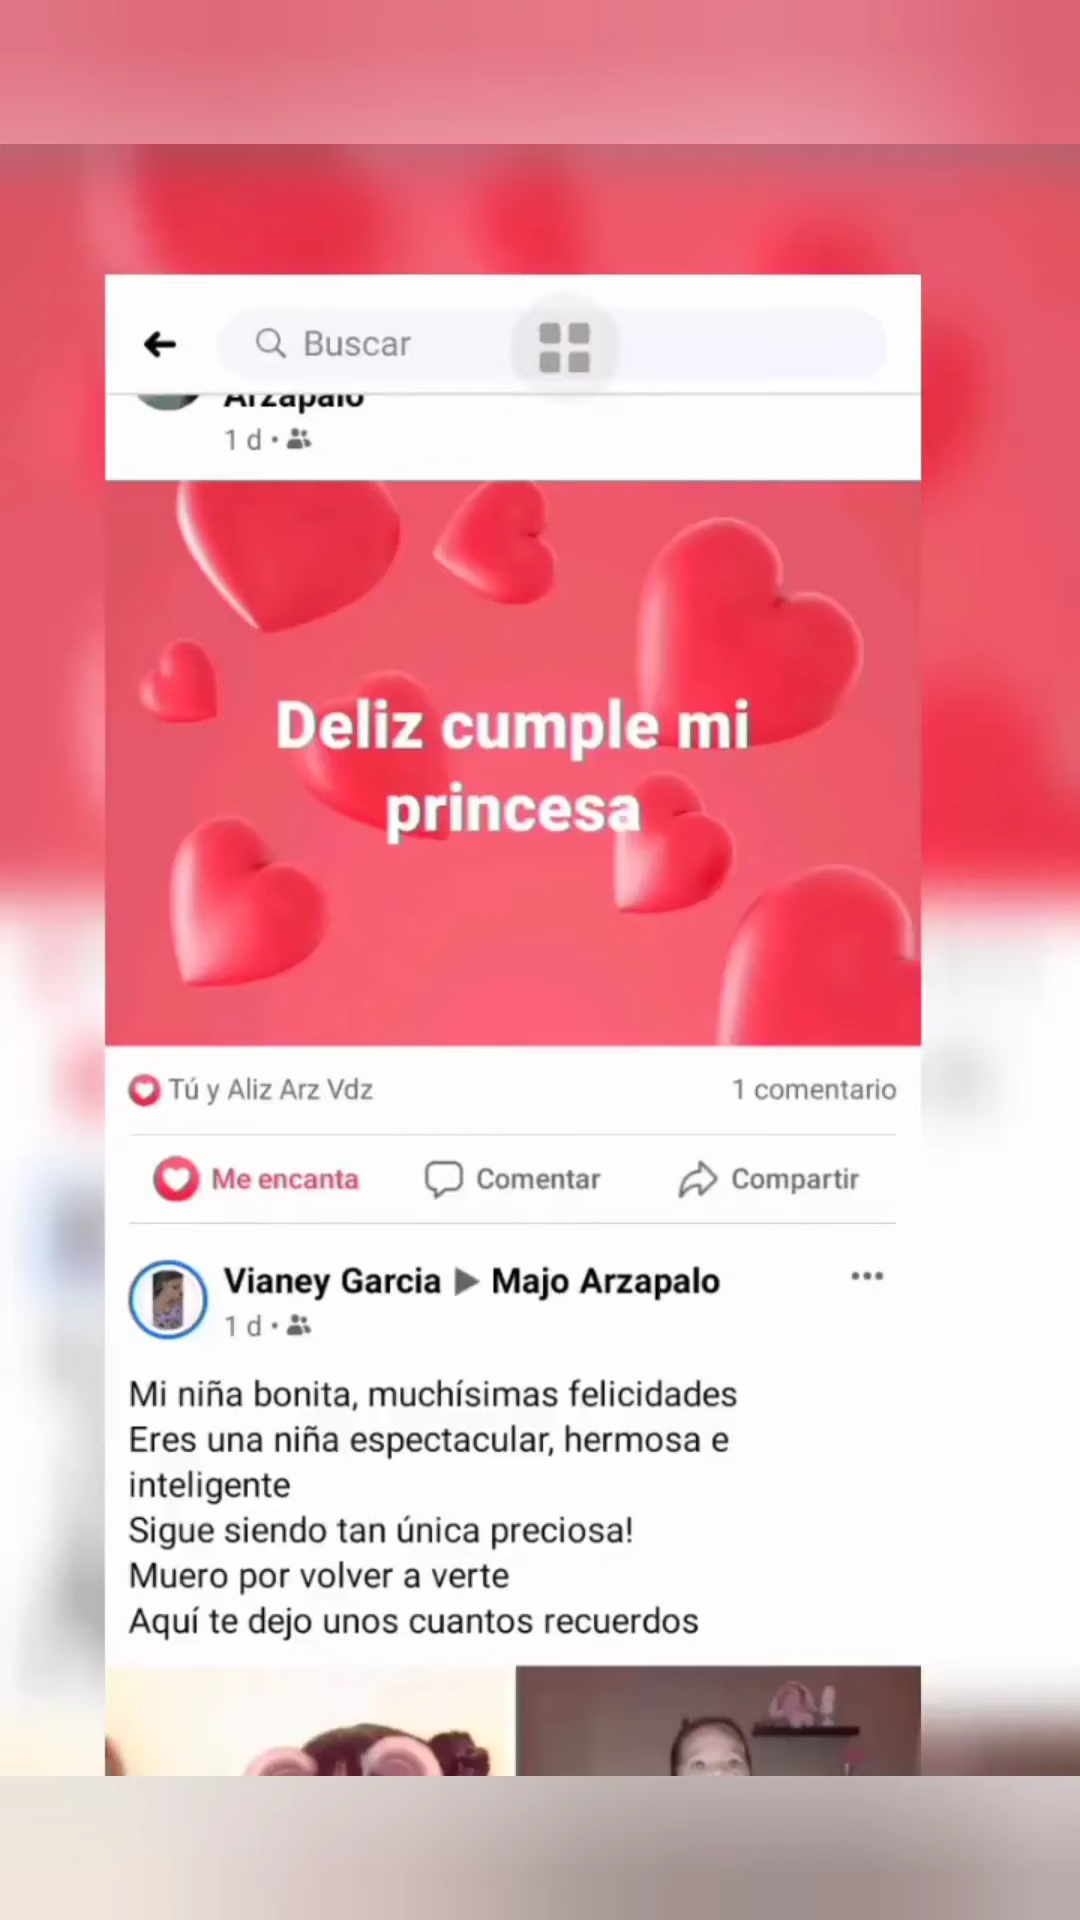 Buscar
Arzapalo
1 d
Deliz cumple mi
princesa
Tú y Aliz Arz Vdz
1 comentario
Me encanta
Comentar
Compartir
Vianey Garcia ▶ Majo Arzapalo
1 d
Mi niña bonita, muchísimas felicidades
Eres una niña espectacular, hermosa e
inteligente
Sigue siendo tan única preciosa!
Muero por volver a verte
Aquí te dejo unos cuantos recuerdos